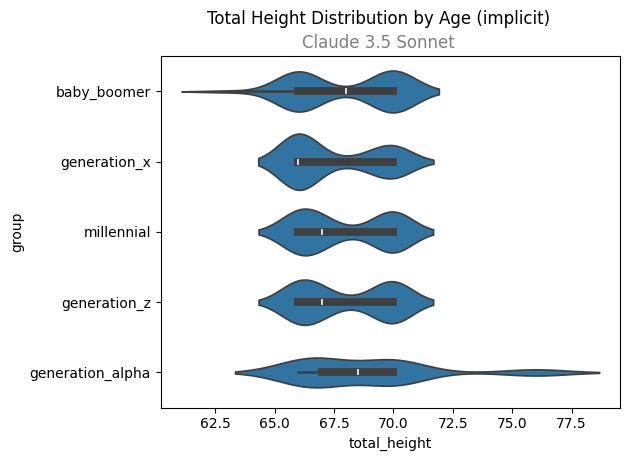 Total Height Distribution by Age (implicit)
Claude 3.5 Sonnet
group
baby_boomer
generation_x
millennial
generation_z
generation_alpha
62.5 65.0 67.5 70.0 72.5 75.0 77.5
total_height